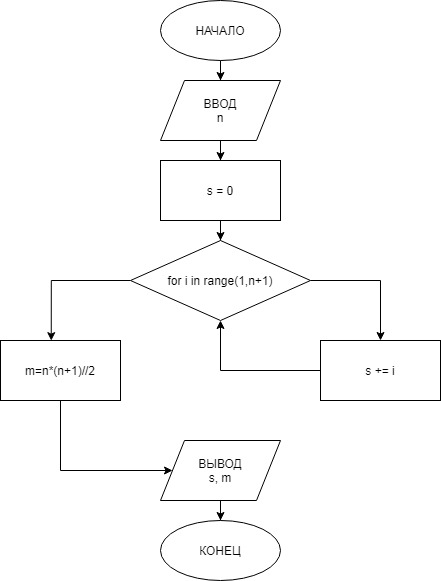 НАЧАЛО
ВВОД
n
s = 0
for i in range(1,n+1)
m=n*(n+1)//2
s += i
ВЫВОД
s, m
КОНЕЦ